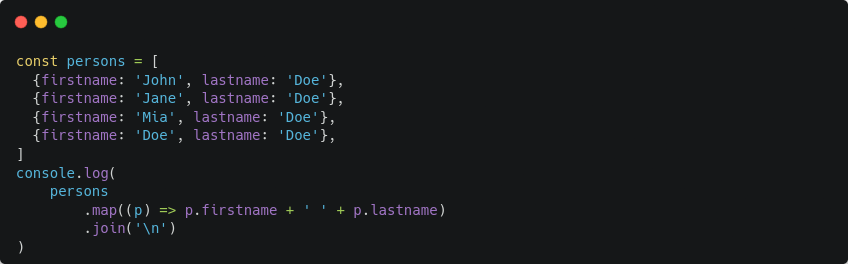 const persons = [
  {firstname: 'John', lastname: 'Doe'},
  {firstname: 'Jane', lastname: 'Doe'},
  {firstname: 'Mia', lastname: 'Doe'},
  {firstname: 'Doe', lastname: 'Doe'},
]
console.log(
    persons
        .map((p) => p.firstname + ' ' + p.lastname)
        .join('\n')
)